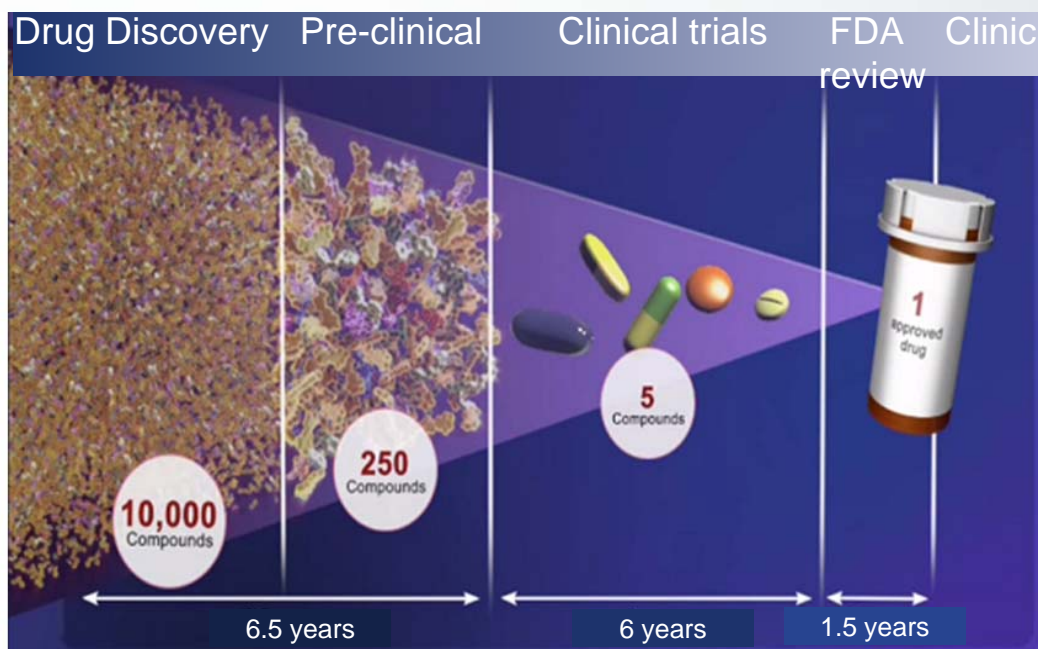 Drug Discovery
Pre-clinical
Clinical trials
FDA
review
Clinic
10,000
Compounds
250
Compounds
5
Compounds
1
approved
drug
6.5 years
6 years
1.5 years